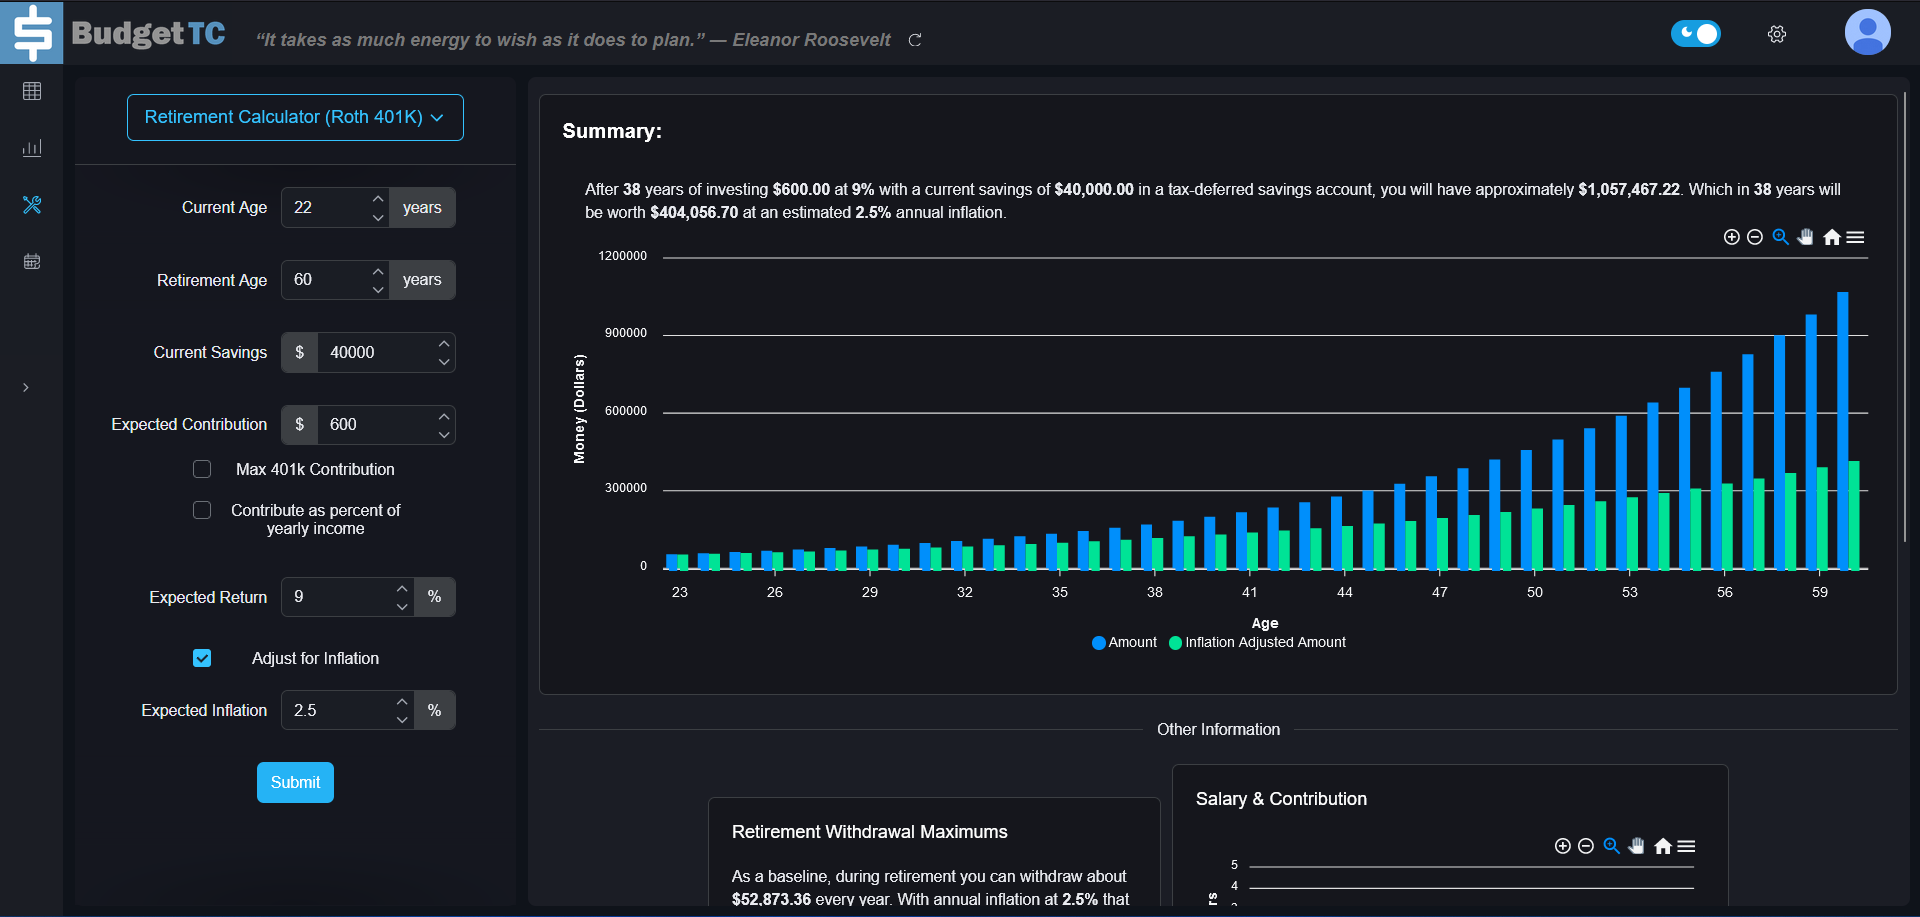 BudgetTC
“It takes as much energy to wish as it does to plan.” — Eleanor Roosevelt
Retirement Calculator (Roth 401K)
Current Age 22 years
Retirement Age 60 years
Current Savings $ 40000
Expected Contribution $ 600
Max 401k Contribution
Contribute as percent of
yearly income
Expected Return 9 %
Adjust for Inflation
Expected Inflation 2.5 %
Submit
Summary:
After 38 years of investing $600.00 at 9% with a current savings of $40,000.00 in a tax-deferred savings account, you will have approximately $1,057,467.22. Which in 38 years will
be worth $404,056.70 at an estimated 2.5% annual inflation.
1200000
900000
600000
300000
0
Money (Dollars)
23 26 29 32 35 38 41 44 47 50 53 56 59
Age
Amount Inflation Adjusted Amount
Other Information
Retirement Withdrawal Maximums
As a baseline, during retirement you can withdraw about
$52,873.36 every year. With annual inflation at 2.5% that
Salary & Contribution
5
4